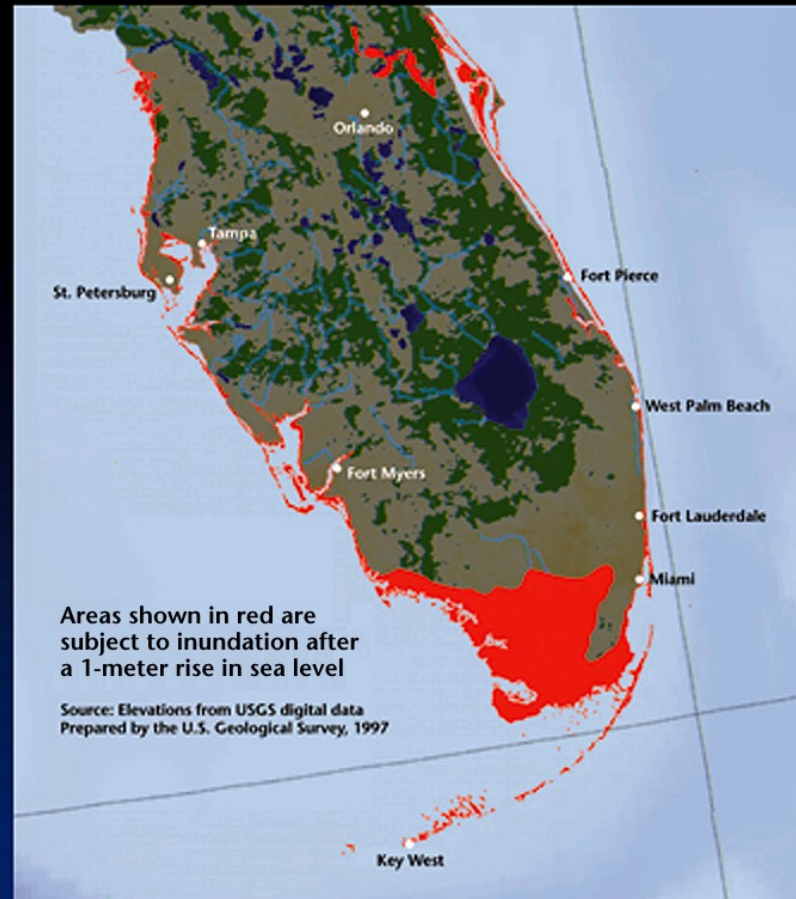 Orlando
Tampa
St. Petersburg
Fort Pierce
West Palm Beach
Fort Myers
Fort Lauderdale
Miami
Areas shown in red are
subject to inundation after
a 1-meter rise in sea level
Source: Elevations from USGS digital data
Prepared by the U.S. Geological Survey, 1997
Key West